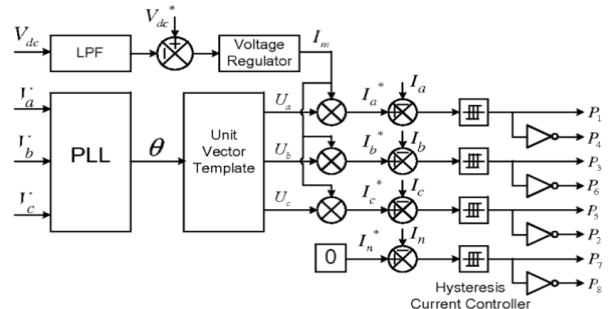 V_dc*
V_dc
LPF
Voltage
Regulator
I_m
V_a
V_b
V_c
PLL
θ
Unit
Vector
Template
U_a
U_b
U_c
I_a*
I_a
I_b*
I_b
I_c*
I_c
0
I_n*
I_n
P_1
P_4
P_3
P_6
P_5
P_2
P_7
P_8
Hysteresis
Current Controller